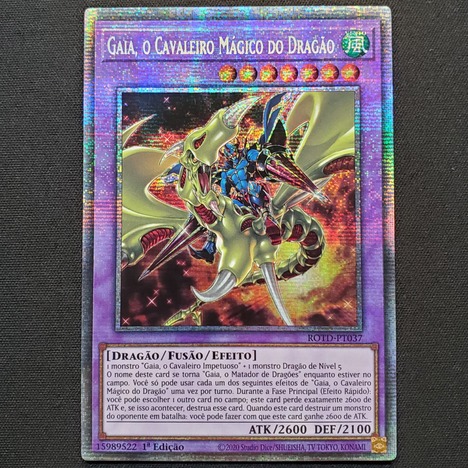 Gaia, o Cavaleiro Mágico do Dragão
ROTD-PT037
[Dragão/Fusão/Efeito]
1 monstro "Gaia, o Cavaleiro Impetuoso" + 1 monstro Dragão de Nível 5
O nome deste card se torna "Gaia, o Matador de Dragões" enquanto estiver no
campo. Você só pode usar cada um dos seguintes efeitos de "Gaia, o Cavaleiro
Mágico do Dragão" uma vez por turno. Durante a Fase Principal (Efeito Rápido):
você pode escolher 1 outro card no campo; este card perde exatamente 2600 de
ATK e, se isso acontecer, destrua esse card. Quando este card destruir um monstro
do oponente em batalha: você pode fazer com que este card ganhe 2600 de ATK.
ATK/2600 DEF/2100
15989522 1ª Edição ©2020 Studio Dice/SHUEISHA, TV TOKYO, KONAMI